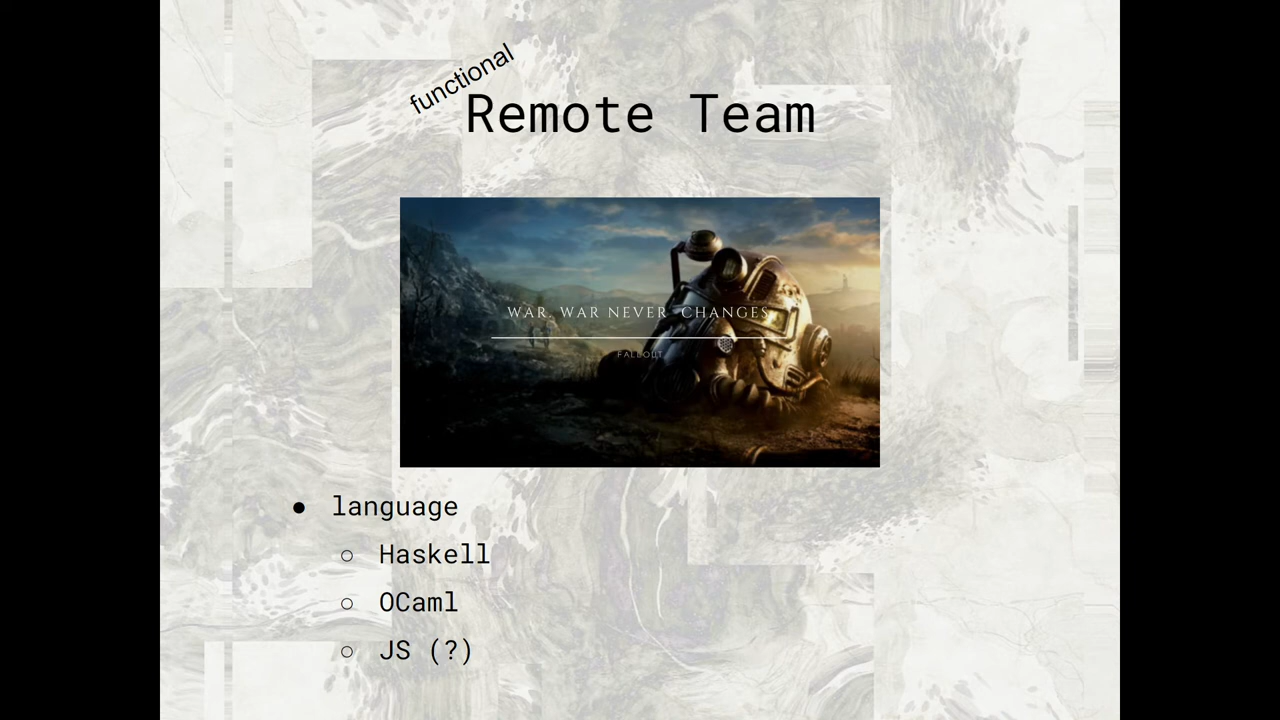 functional
Remote Team
WAR. WAR NEVER CHANGES
FALLOUT
● language
○ Haskell
○ OCaml
○ JS (?)